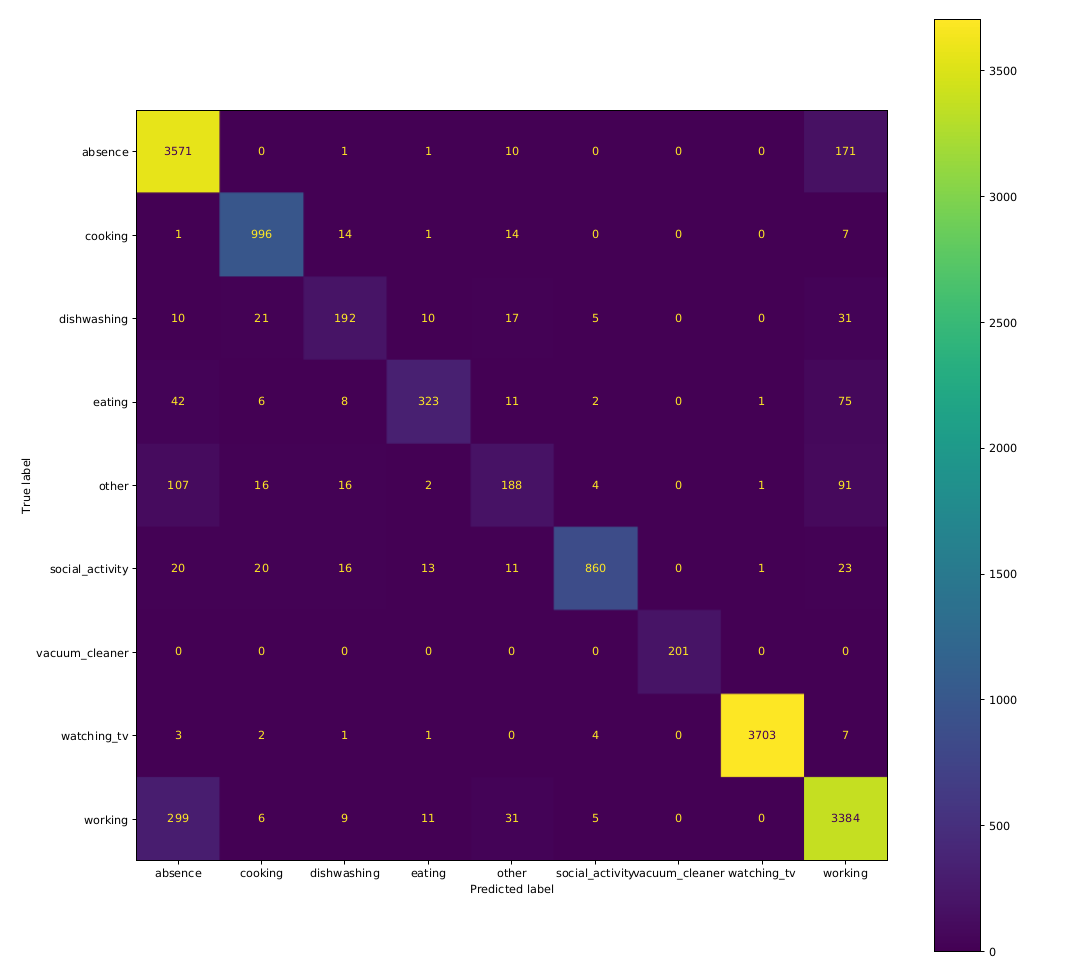 absence 3571 0 1 1 10 0 0 0 171
cooking 1 996 14 1 14 0 0 0 7
dishwashing 10 21 192 10 17 5 0 0 31
eating 42 6 8 323 11 2 0 1 75
other 107 16 16 2 188 4 0 1 91
social_activity 20 20 16 13 11 860 0 1 23
vacuum_cleaner 0 0 0 0 0 0 201 0 0
watching_tv 3 2 1 1 0 4 0 3703 7
working 299 6 9 11 31 5 0 0 3384
absence cooking dishwashing eating other social_activity vacuum_cleaner watching_tv working
Predicted label
True label
3500
3000
2500
2000
1500
1000
500
0